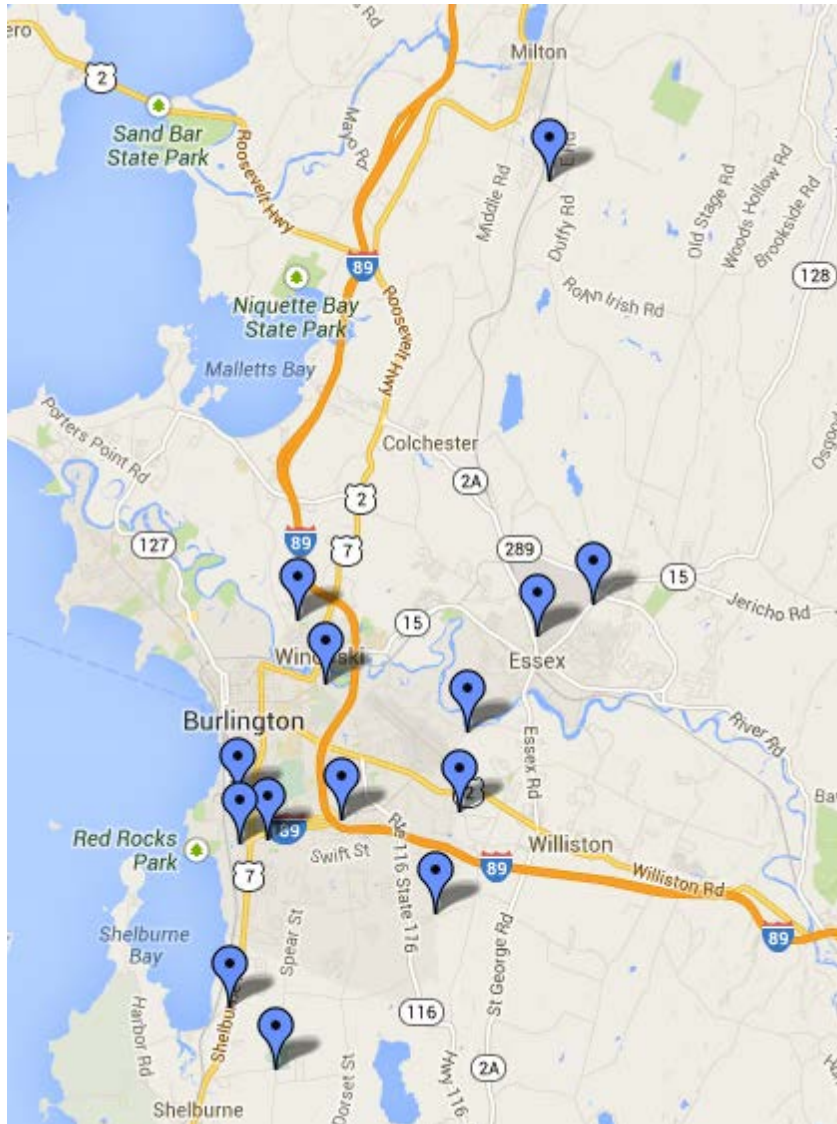 Rd
ero
Milton
2
Sand Bar
State Park
Mayo Rd
Roosevelt Hwy
Middle Rd
Duffy Rd
Old Stage Rd
Woods Hollow Rd
Brookside Rd
89
128
Niquette Bay
State Park
Roosevelt Hwy
Irish Rd
Malletts Bay
Porters Point Rd
Colchester
2A
2
127
89
7
289
15
Jericho Rd
15
Essex
Burlington
River Rd
Essex Rd
Red Rocks
Park
89
Swift St
116 State 116
Williston
7
89
Williston Rd
Shelburne
Bay
Spear St
St George Rd
89
Harbor Rd
116
Dorset St
Hwy 116
2A
Shelburne